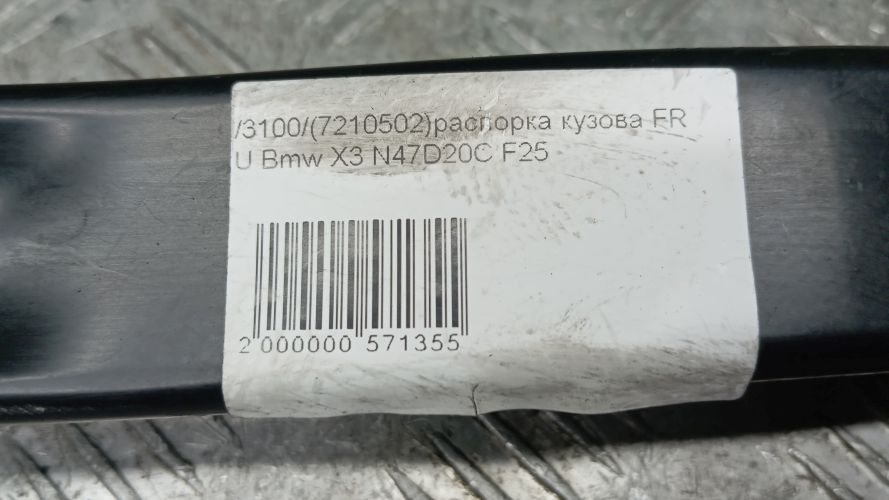 /3100/(7210502)распорка кузова FR
U Bmw X3 N47D20C F25
2 000000 571355